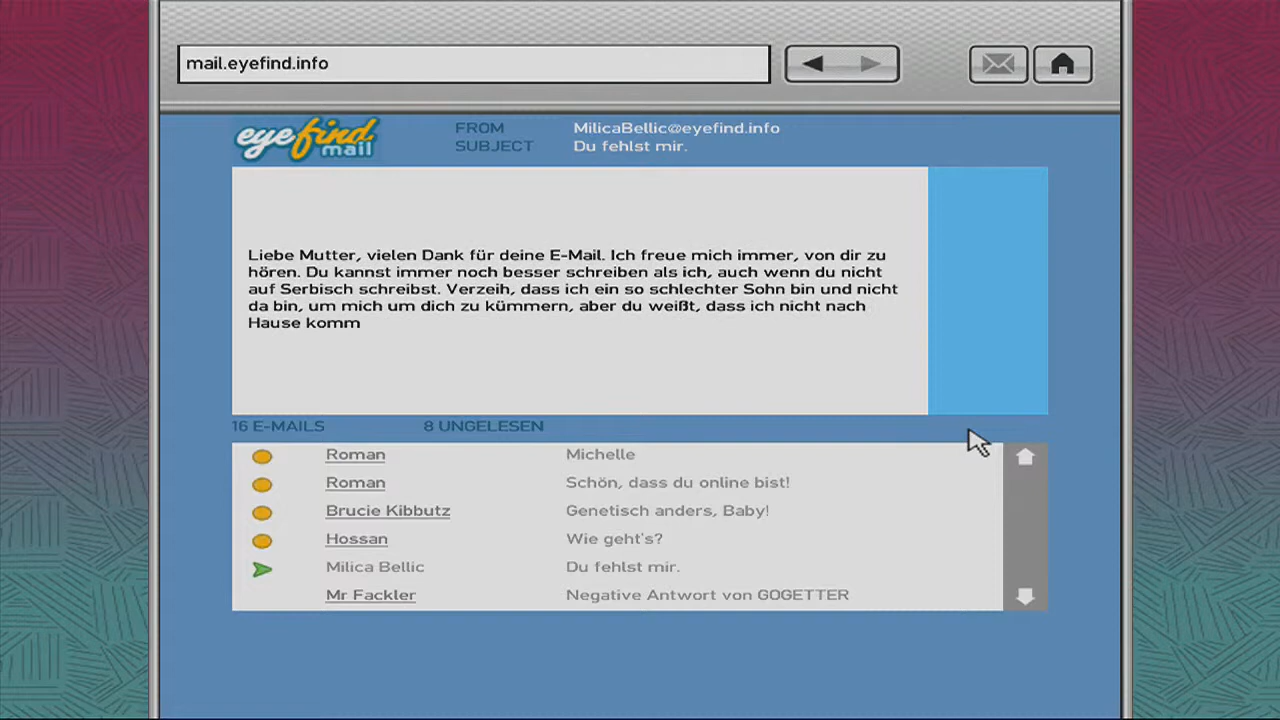 mail.eyefind.info
eyefind mail
FROM MilicaBellic@eyefind.info
SUBJECT Du fehlst mir.
Liebe Mutter, vielen Dank für deine E-Mail. Ich freue mich immer, von dir zu
hören. Du kannst immer noch besser schreiben als ich, auch wenn du nicht
auf Serbisch schreibst. Verzeih, dass ich ein so schlechter Sohn bin und nicht
da bin, um mich um dich zu kümmern, aber du weißt, dass ich nicht nach
Hause komm
16 E-MAILS 8 UNGELESEN
Roman Michelle
Roman Schön, dass du online bist!
Brucie Kibbutz Genetisch anders, Baby!
Hossan Wie geht's?
Milica Bellic Du fehlst mir.
Mr Fackler Negative Antwort von GOGETTER